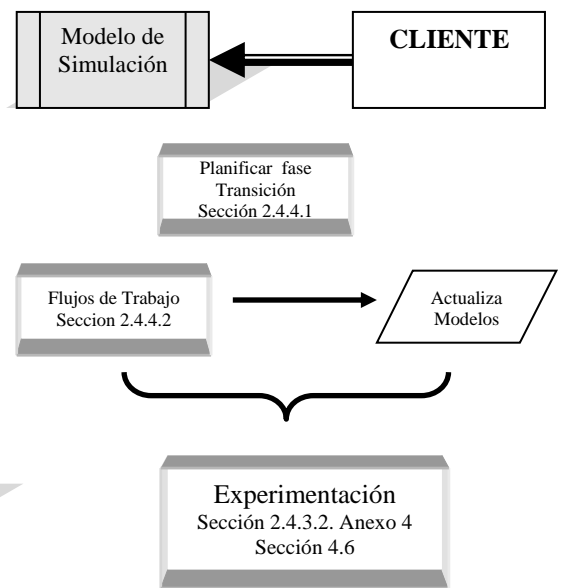 Modelo de
Simulación
CLIENTE
Planificar fase
Transición
Sección 2.4.4.1
Flujos de Trabajo
Seccion 2.4.4.2
Actualiza
Modelos
Experimentación
Sección 2.4.3.2. Anexo 4
Sección 4.6